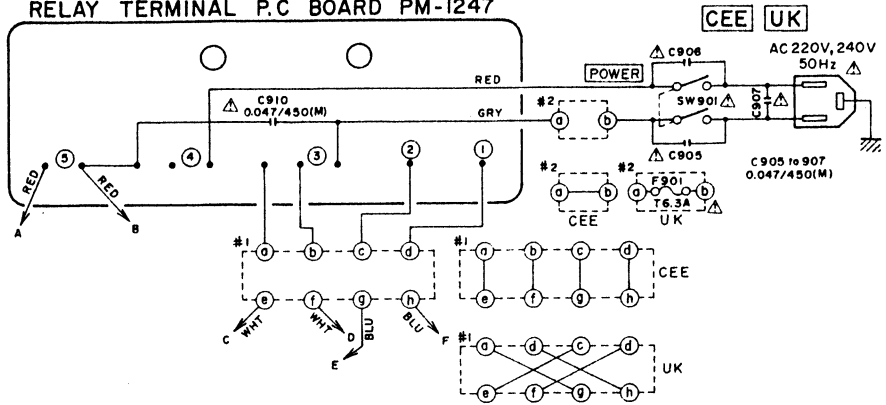 RELAY TERMINAL P.C BOARD PM-1247
CEE UK
AC 220V, 240V
50Hz
POWER
C906
RED
C910
0.047/450(M)
GRY
#2
a b
SW901
C907
C905
C905 to 907
0.047/450(M)
5 4 3 2 1
RED
RED
A
B
#2
a b
CEE
#2
F901
a b
T6.3A
UK
#1
a b c d
e f g h
WHT
WHT
BLU
BLU
C
D
E
F
#1
a b c d
CEE
e f g h
#1
a d c d
UK
e f g h